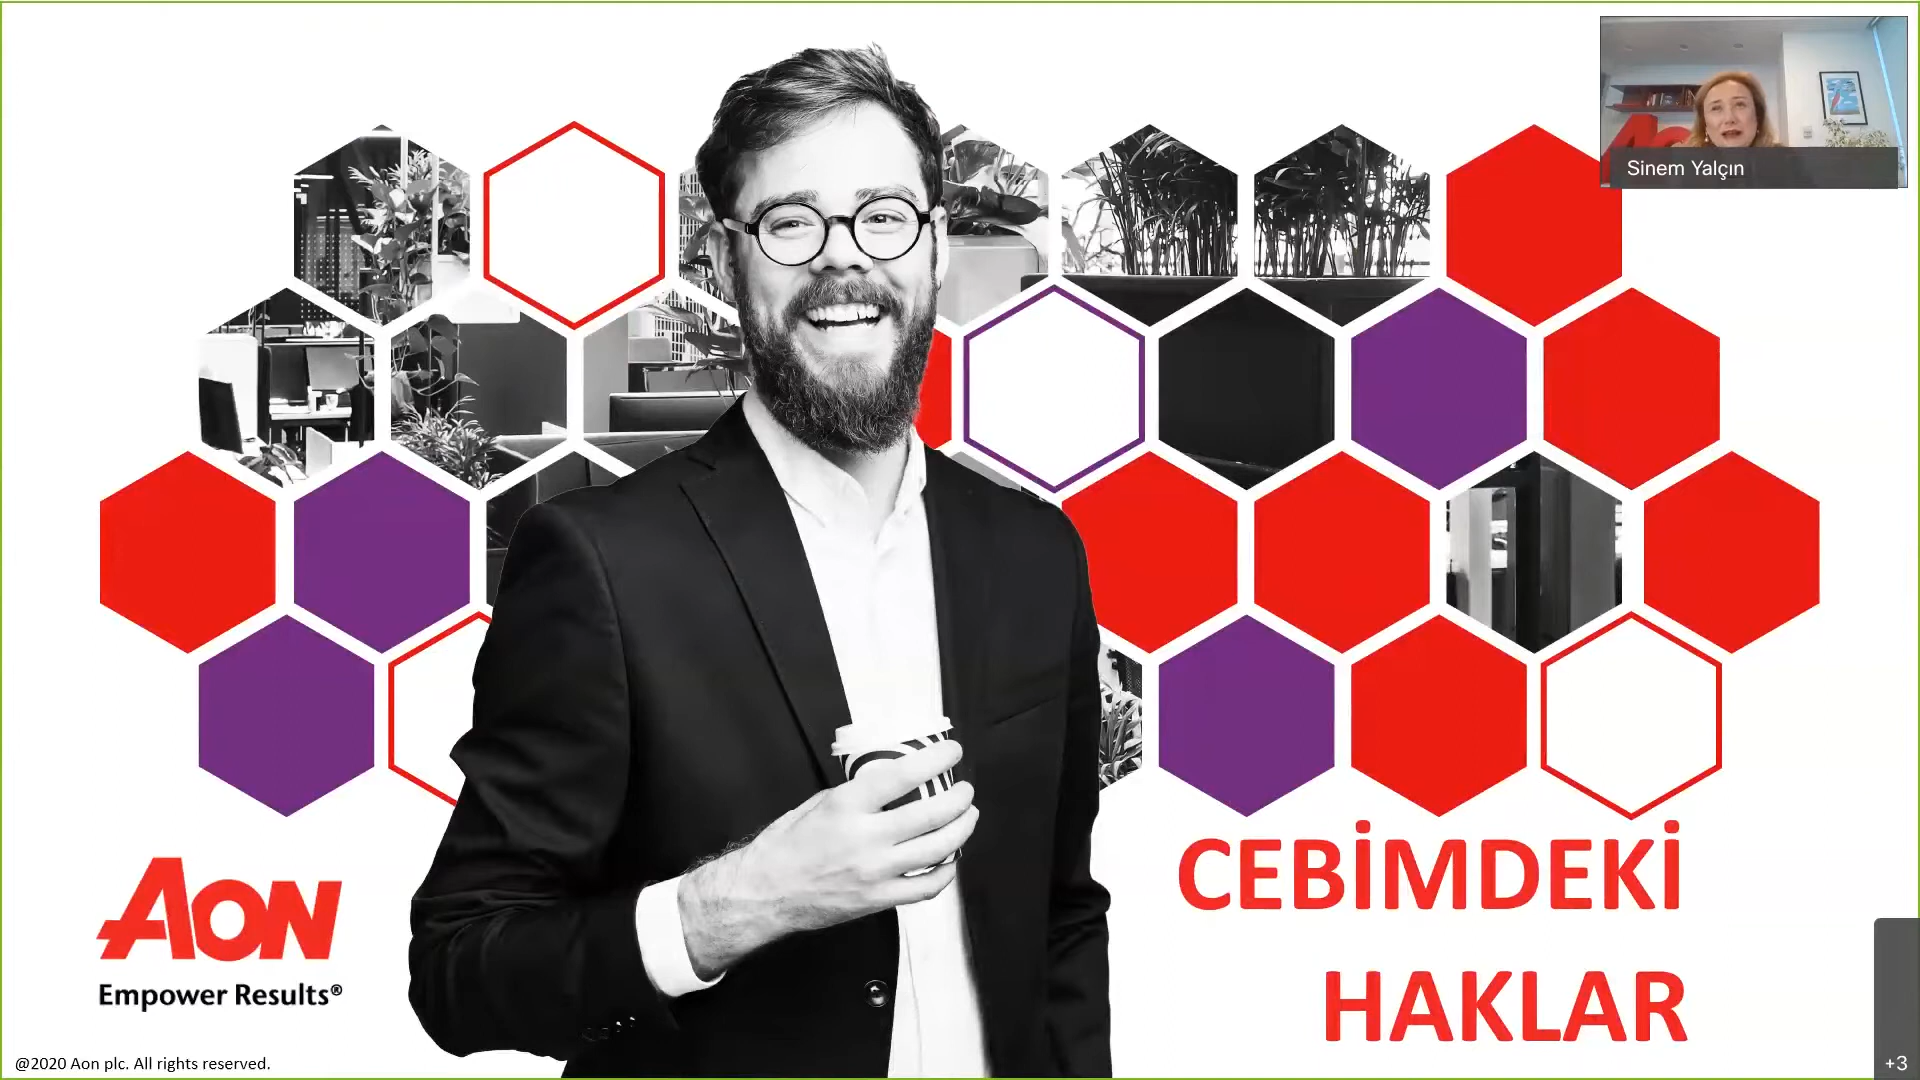 Sinem Yalçın
CEBİMDEKİ
HAKLAR
AON
Empower Results®
@2020 Aon plc. All rights reserved.
+3